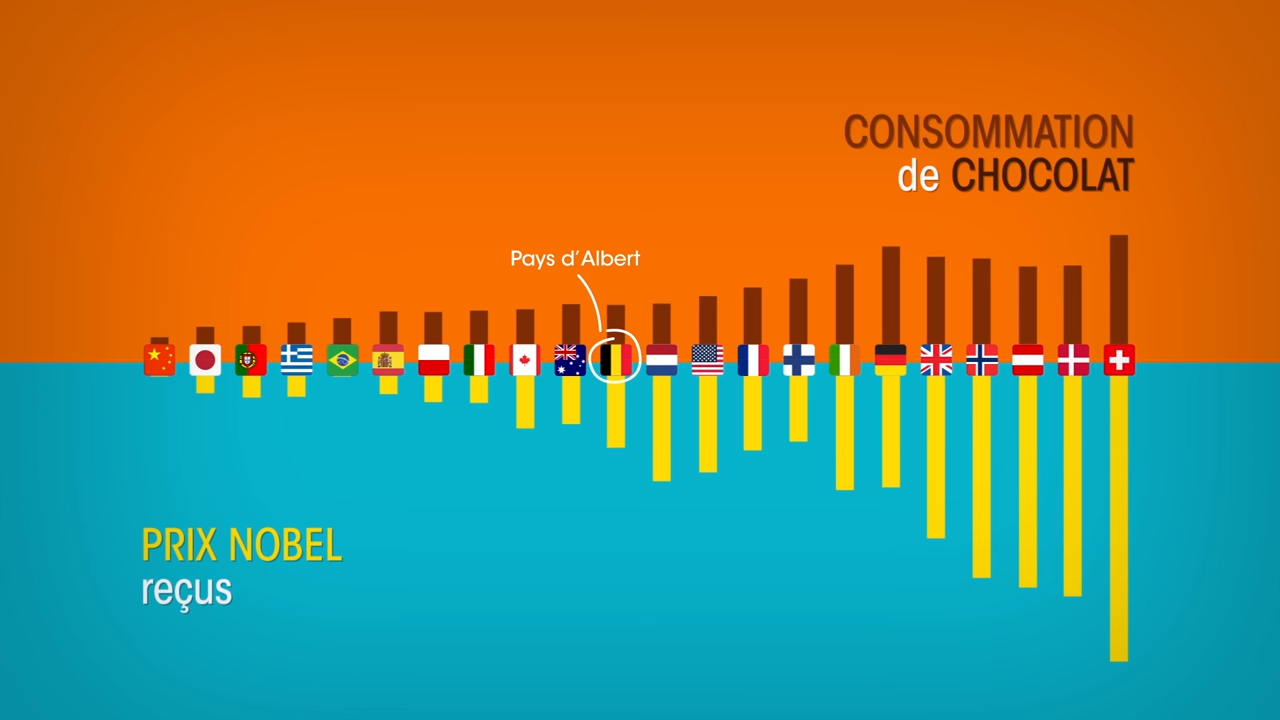 CONSOMMATION
de CHOCOLAT
Pays d'Albert
PRIX NOBEL
reçus